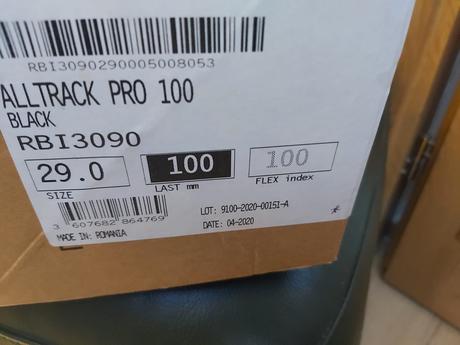 RBI3090290005008053
ALLTRACK PRO 100
BLACK
RBI3090
29.0 100 100
SIZE LAST mm FLEX index
3 607682 864769
LOT: 9100-2020-00151-A
DATE: 04-2020
MADE IN: ROMANIA